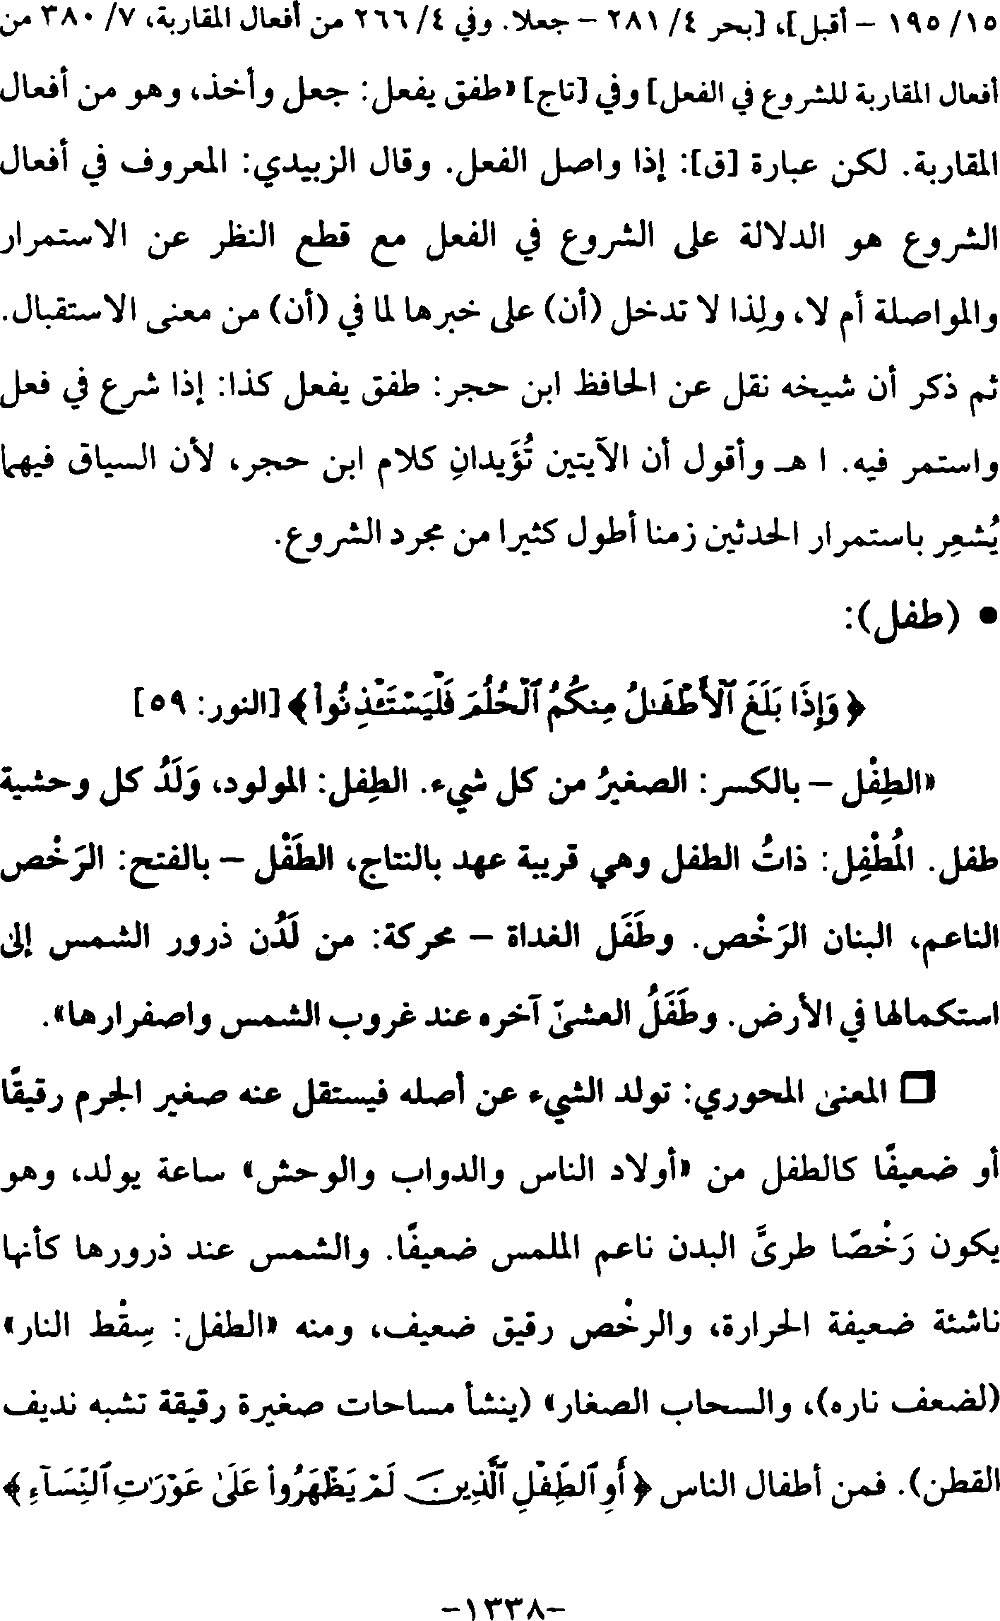 ١٥/ ١٩٥ – أقبل]، [بحر ٤/ ٢٨١ – جعلا. وفي ٤/ ٢٦٦ من أفعال المقاربة، ٧/ ٣٨٠ من
أفعال المقاربة للشروع في الفعل] وفي [تاج] «طفق يفعل: جعل وأخذ، وهو من أفعال
المقاربة. لكن عبارة [ق]: إذا واصل الفعل. وقال الزبيدي: المعروف في أفعال
الشروع هو الدلالة على الشروع في الفعل مع قطع النظر عن الاستمرار
والمواصلة أم لا، ولِذا لا تدخل (أن) على خبرها لما في (أن) من معنى الاستقبال.
ثم ذكر أن شيخه نقل عن الحافظ ابن حجر: طفق يفعل كذا: إذا شرع في فعل
واستمر فيه. ا هـ وأقول أن الآيتين تُؤَيدانِ كلام ابن حجر، لأن السياق فيهما
يُشعِر باستمرار الحدثين زمنا أطول كثيرا من مجرد الشروع.
• (طفل):
﴿وَإِذَا بَلَغَ ٱلْأَطْفَٰلُ مِنكُمُ ٱلْحُلُمَ فَلْيَسْتَـْٔذِنُوا۟﴾ [النور: ٥٩]
«الطِفْل – بالكسر: الصغيرُ من كل شيء. الطِفل: المولود، وَلَدُ كل وحشية
طفل. المُطْفِل: ذاتُ الطفل وهي قريبة عهد بالنتاج، الطَفْل – بالفتح: الرَخْص
الناعم، البنان الرَخْص. وطَفَل الغداة – محركة: من لَدُن ذرور الشمس إلى
استكمالها في الأرض. وطَفَلُ العشىّ آخره عند غروب الشمس واصفرارها».
❑ المعنى المحوري: تولد الشيء عن أصله فيستقل عنه صغير الجرم رقيقًا
أو ضعيفًا كالطفل من «أولاد الناس والدواب والوحش» ساعة يولد، وهو
يكون رَخْصًا طرىَّ البدن ناعم الملمس ضعيفًا. والشمس عند ذرورها كأنها
ناشئة ضعيفة الحرارة، والرخْص رقيق ضعيف، ومنه «الطفل: سِقْط النار»
(لضعف ناره)، والسحاب الصغار» (ينشأ مساحات صغيرة رقيقة تشبه نديف
القطن). فمن أطفال الناس ﴿أَوِ ٱلطِّفْلِ ٱلَّذِينَ لَمْ يَظْهَرُوا۟ عَلَىٰ عَوْرَٰتِ ٱلنِّسَآءِ﴾
-١٣٣٨-